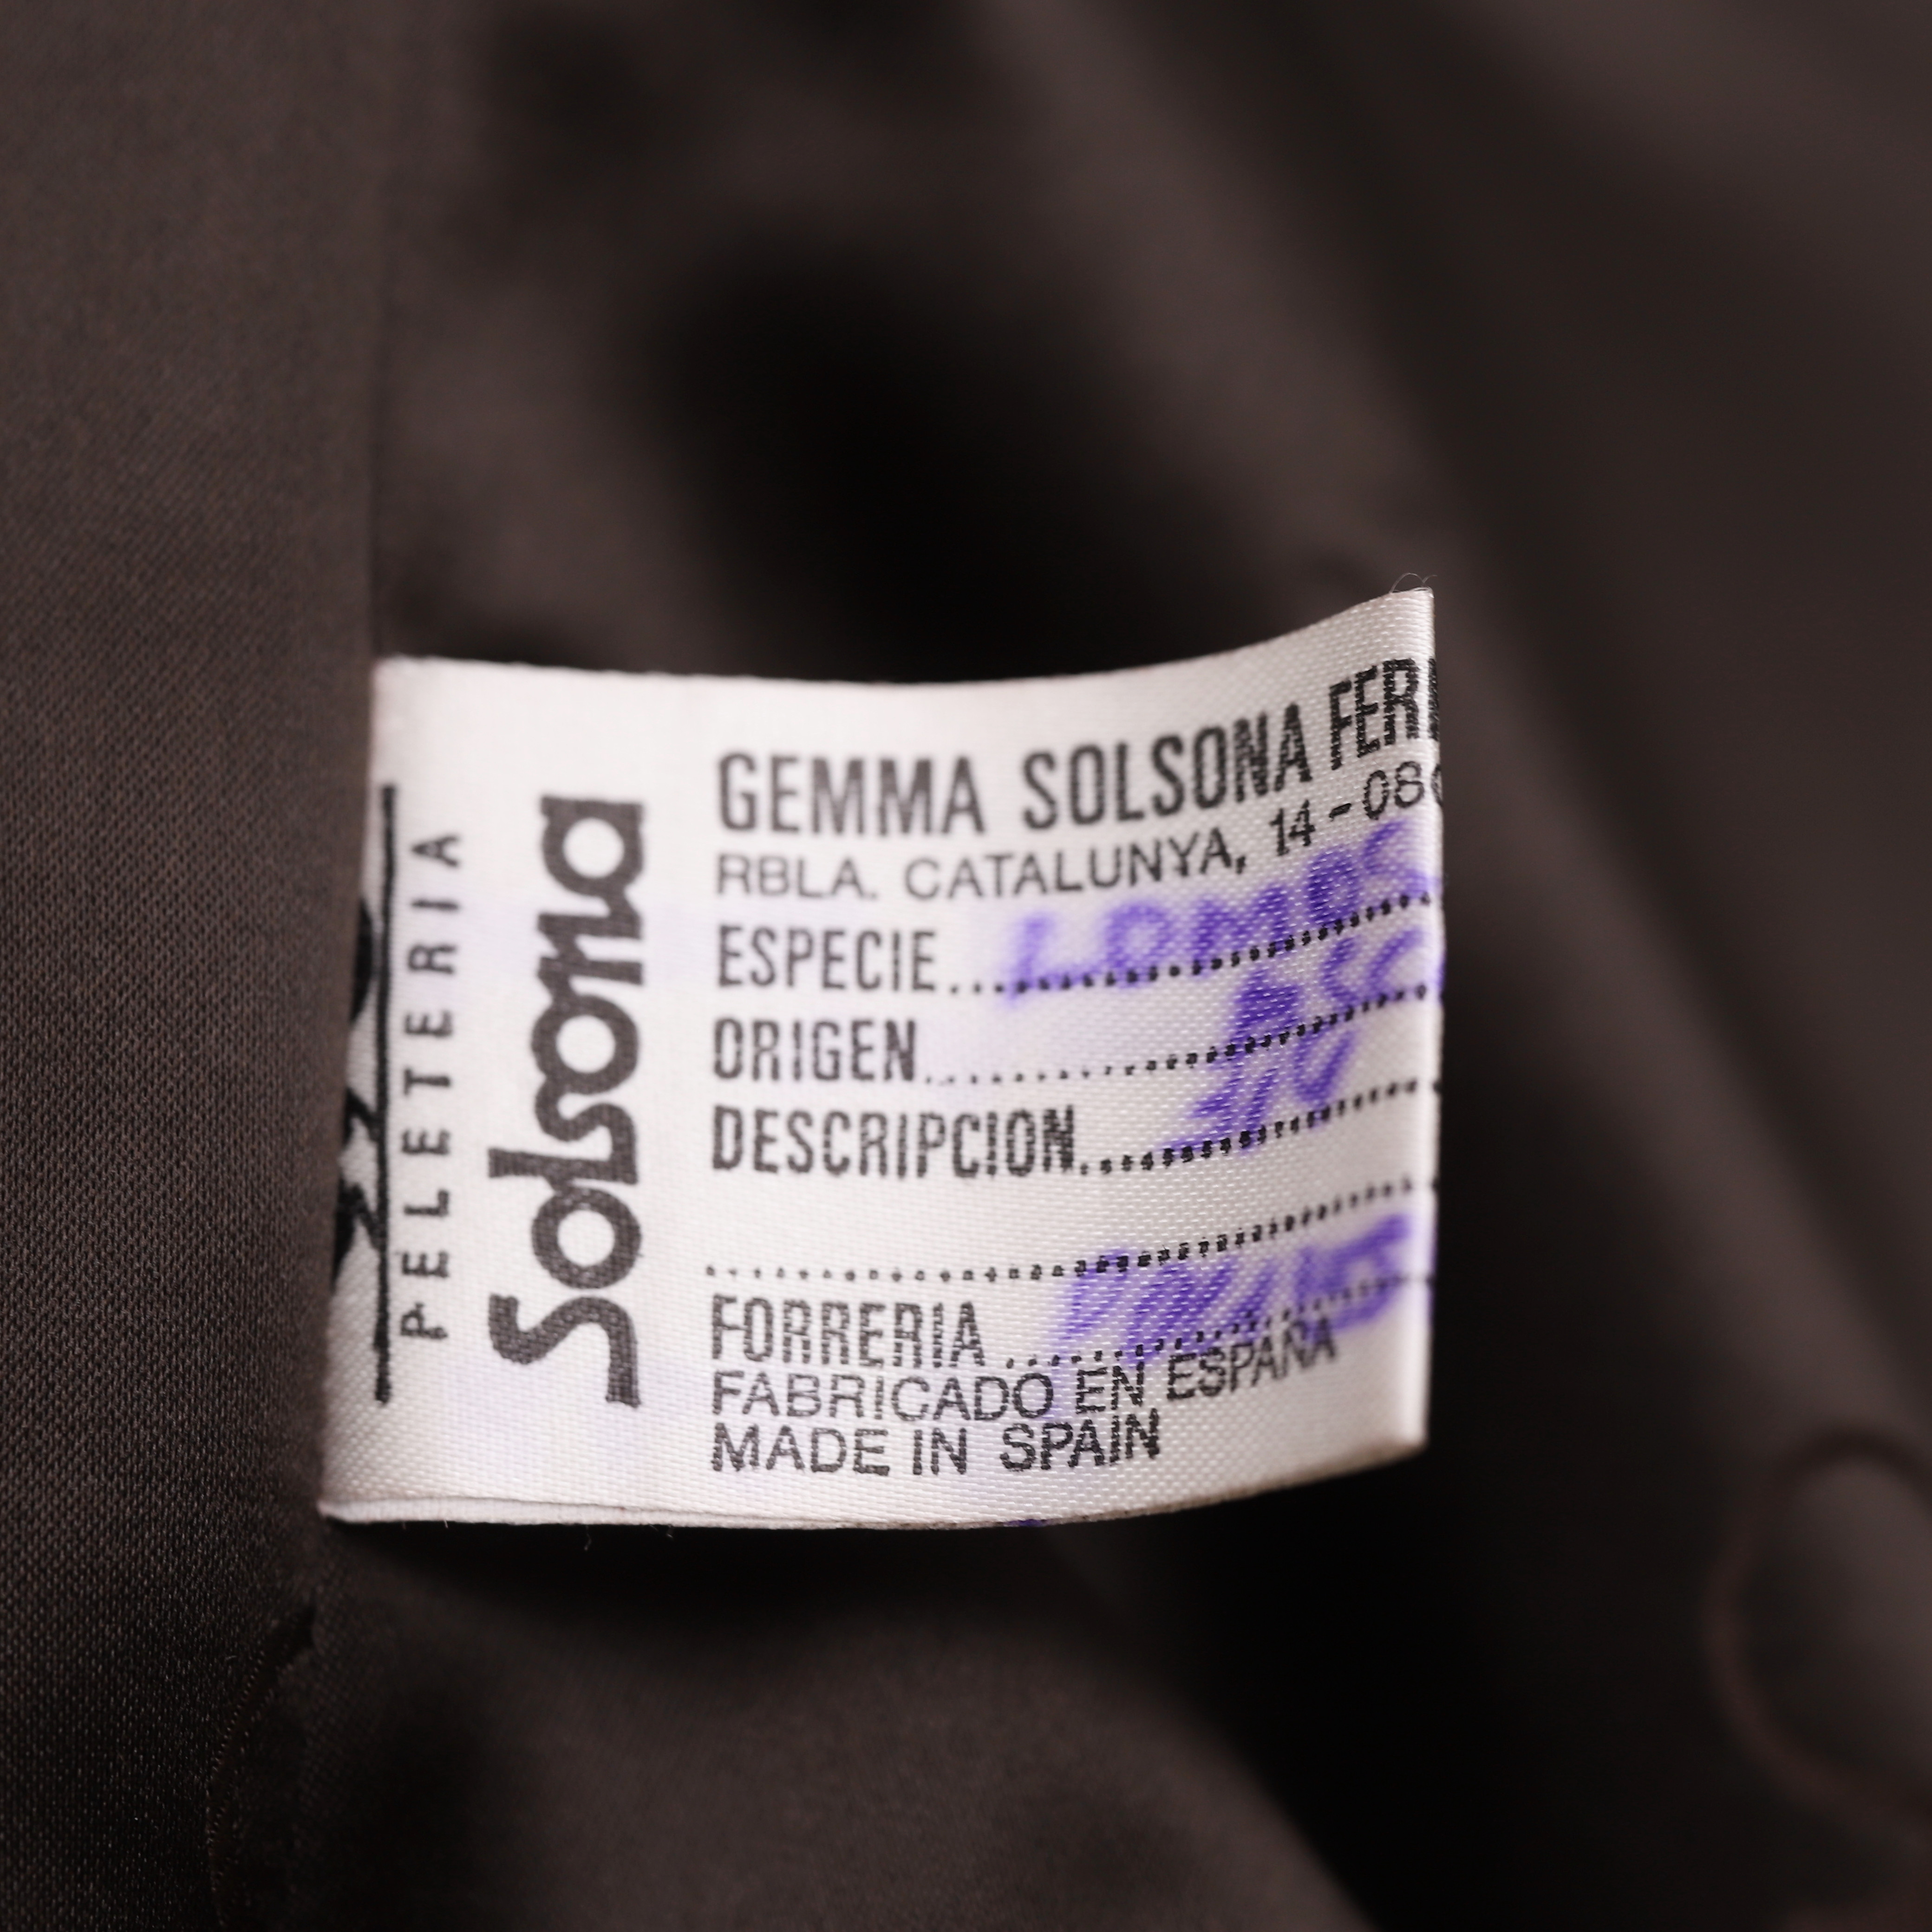 PELETERIA
Solsona
GEMMA SOLSONA FER
RBLA. CATALUNYA, 14 - 08
ESPECIE.... LOMOS
ORIGEN....
DESCRIPCION....
FORRERIA ....
FABRICADO EN ESPAÑA
MADE IN SPAIN